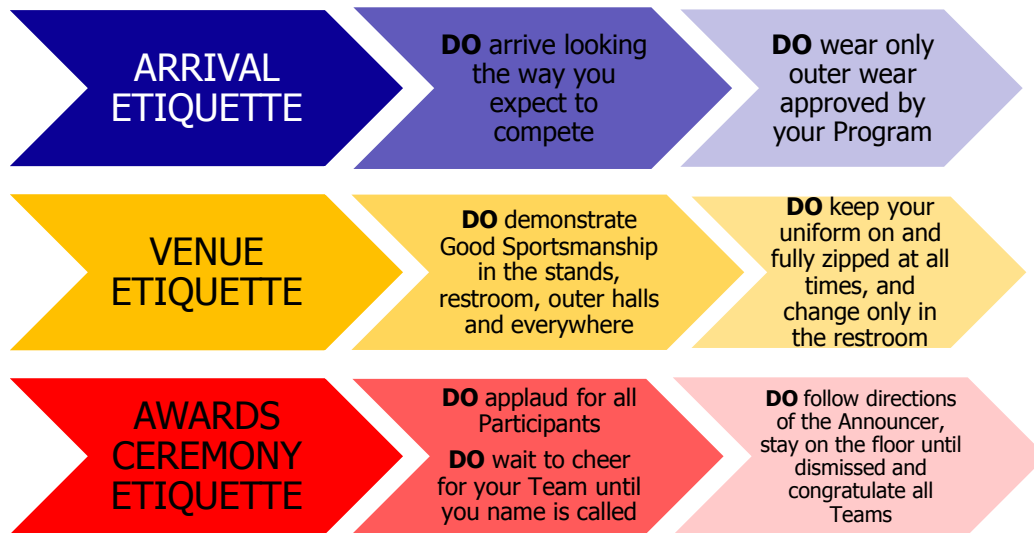 ARRIVAL
ETIQUETTE
DO arrive looking
the way you
expect to
compete
DO wear only
outer wear
approved by
your Program
VENUE
ETIQUETTE
DO demonstrate
Good Sportsmanship
in the stands,
restroom, outer halls
and everywhere
DO keep your
uniform on and
fully zipped at all
times, and
change only in
the restroom
AWARDS
CEREMONY
ETIQUETTE
DO applaud for all
Participants
DO wait to cheer
for your Team until
you name is called
DO follow directions
of the Announcer,
stay on the floor until
dismissed and
congratulate all
Teams